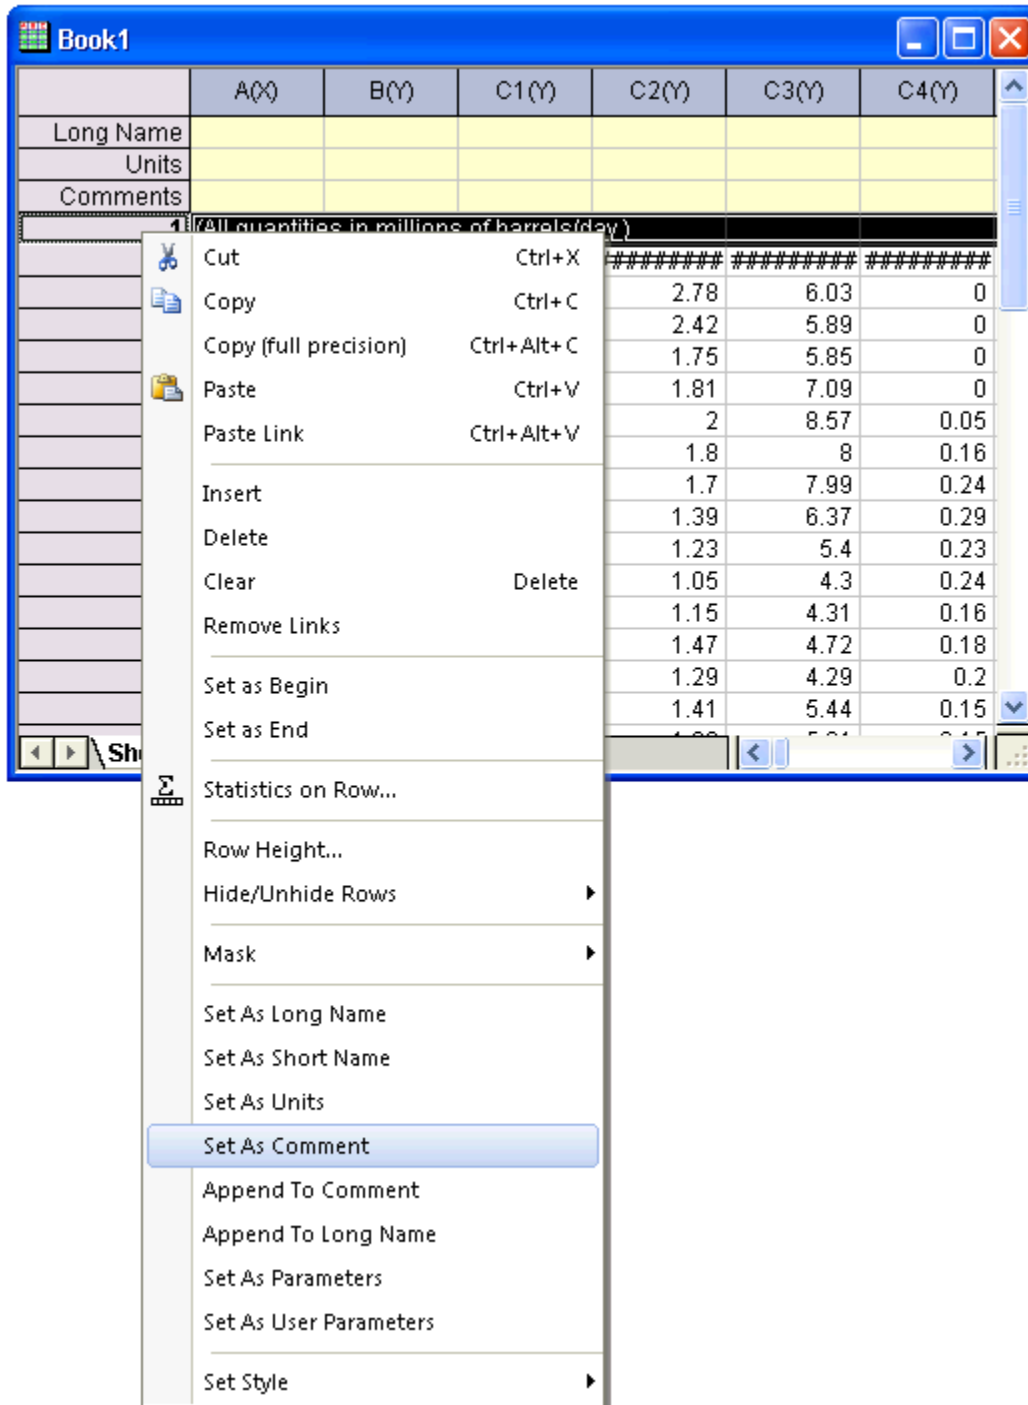 Book1
A(X) B(Y) C1(Y) C2(Y) C3(Y) C4(Y)
Long Name
Units
Comments
1 (All quantities in millions of barrels/day)
Cut Ctrl+X ######### ######### #########
2.78 6.03 0
Copy Ctrl+C
2.42 5.89 0
Copy (full precision) Ctrl+Alt+C 1.75 5.85 0
Paste Ctrl+V 1.81 7.09 0
2 8.57 0.05
Paste Link Ctrl+Alt+V
1.8 8 0.16
Insert 1.7 7.99 0.24
1.39 6.37 0.29
Delete 1.23 5.4 0.23
Clear Delete 1.05 4.3 0.24
1.15 4.31 0.16
Remove Links 1.47 4.72 0.18
Set as Begin 1.29 4.29 0.2
1.41 5.44 0.15
Set as End
Statistics on Row...
Row Height...
Hide/Unhide Rows
Mask
Set As Long Name
Set As Short Name
Set As Units
Set As Comment
Append To Comment
Append To Long Name
Set As Parameters
Set As User Parameters
Set Style